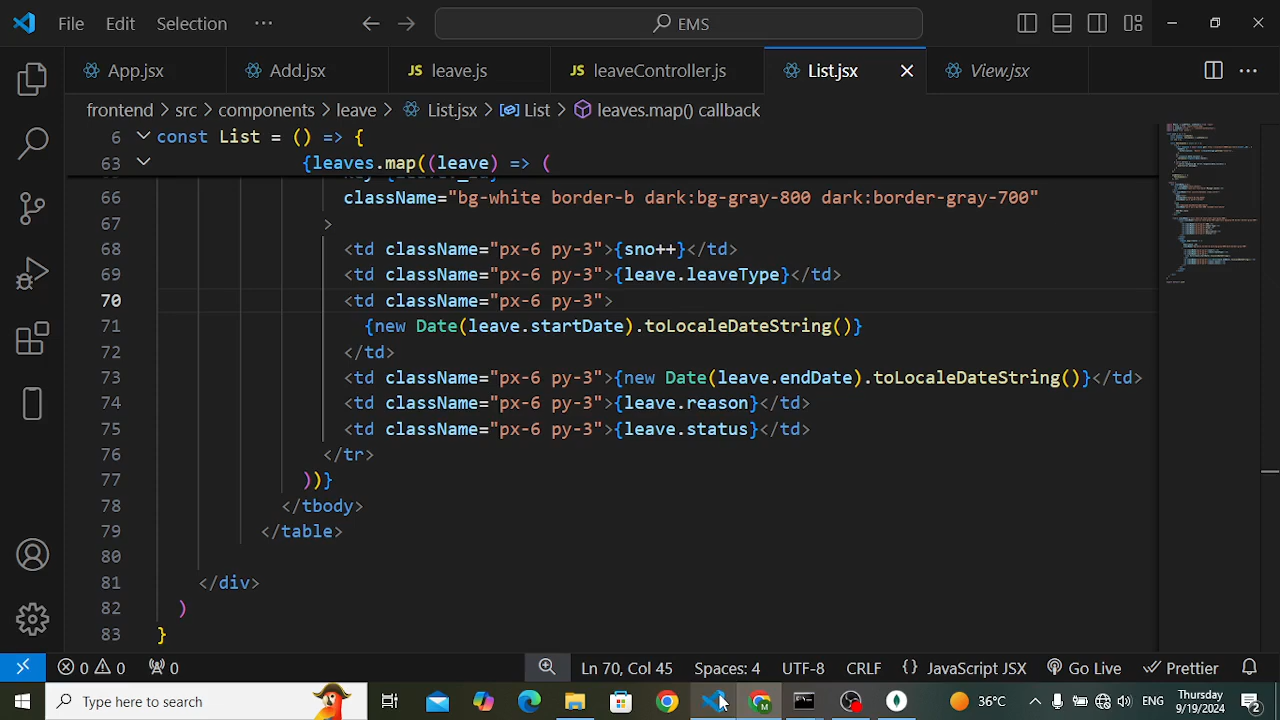 File Edit Selection ··· EMS
App.jsx Add.jsx JS leave.js JS leaveController.js List.jsx View.jsx
frontend > src > components > leave > List.jsx > List > leaves.map() callback
6 const List = () => {
63 {leaves.map((leave) => (
66 className="bg-white border-b dark:bg-gray-800 dark:border-gray-700"
67 >
68 <td className="px-6 py-3">{sno++}</td>
69 <td className="px-6 py-3">{leave.leaveType}</td>
70 <td className="px-6 py-3">
71 {new Date(leave.startDate).toLocaleDateString()}
72 </td>
73 <td className="px-6 py-3">{new Date(leave.endDate).toLocaleDateString()}</td>
74 <td className="px-6 py-3">{leave.reason}</td>
75 <td className="px-6 py-3">{leave.status}</td>
76 </tr>
77 ))}
78 </tbody>
79 </table>
80
81 </div>
82 )
83 }
0 0 0 Ln 70, Col 45 Spaces: 4 UTF-8 CRLF {} JavaScript JSX Go Live Prettier
Type here to search 36°C ENG Thursday
9/19/2024 2